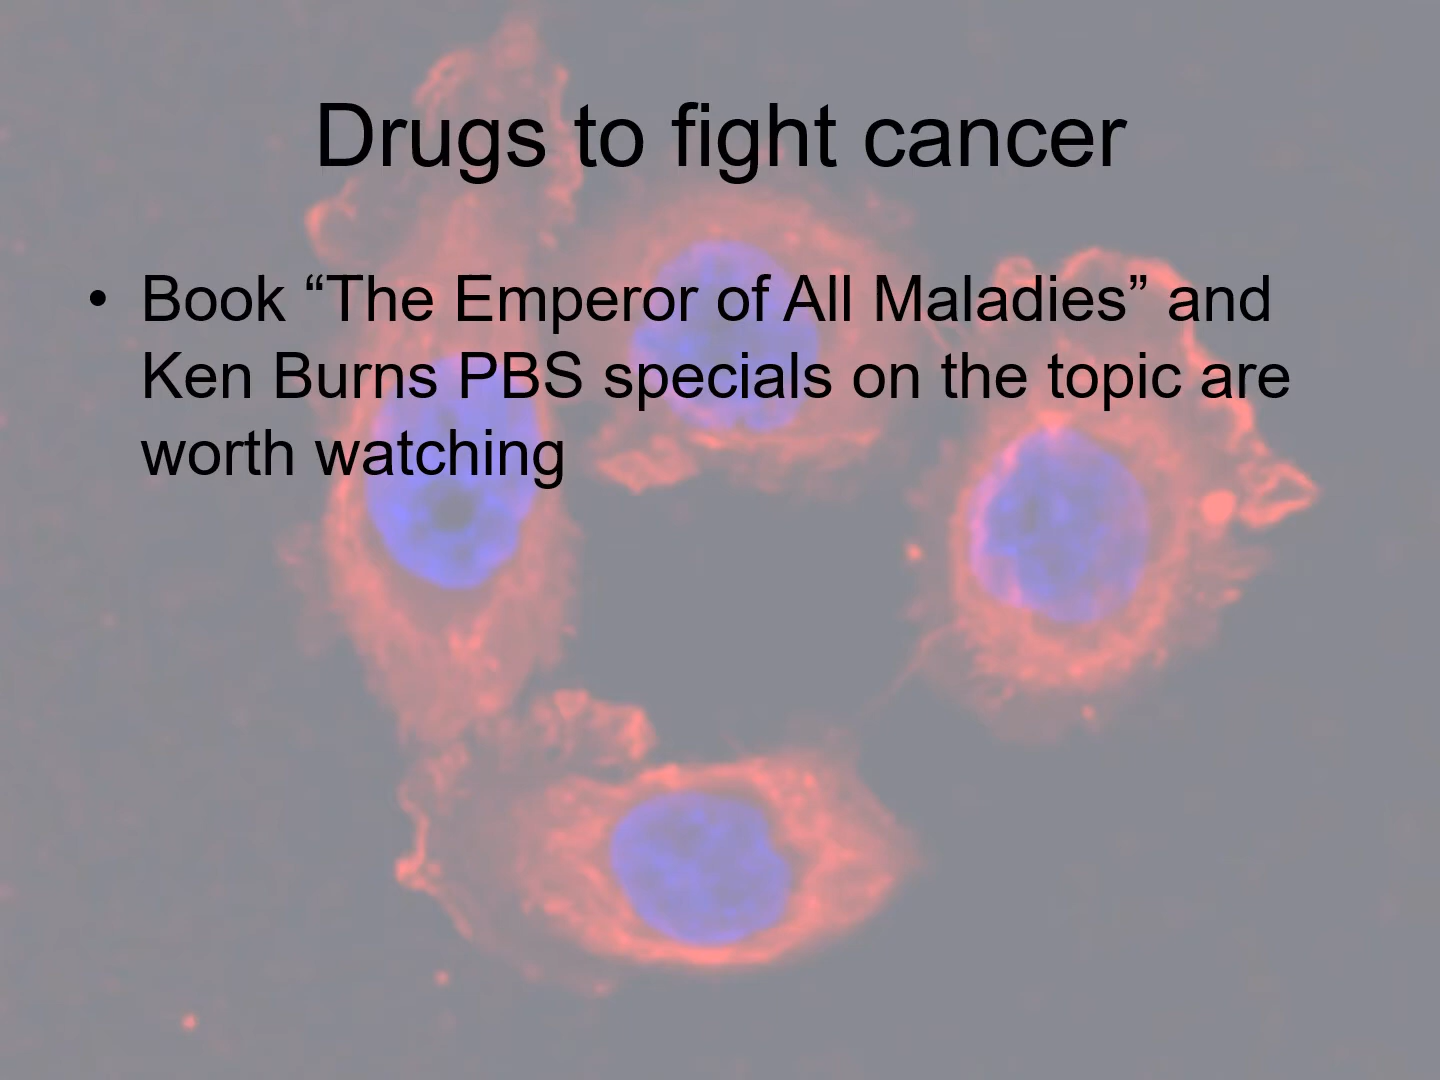 Drugs to fight cancer
• Book “The Emperor of All Maladies” and
Ken Burns PBS specials on the topic are
worth watching